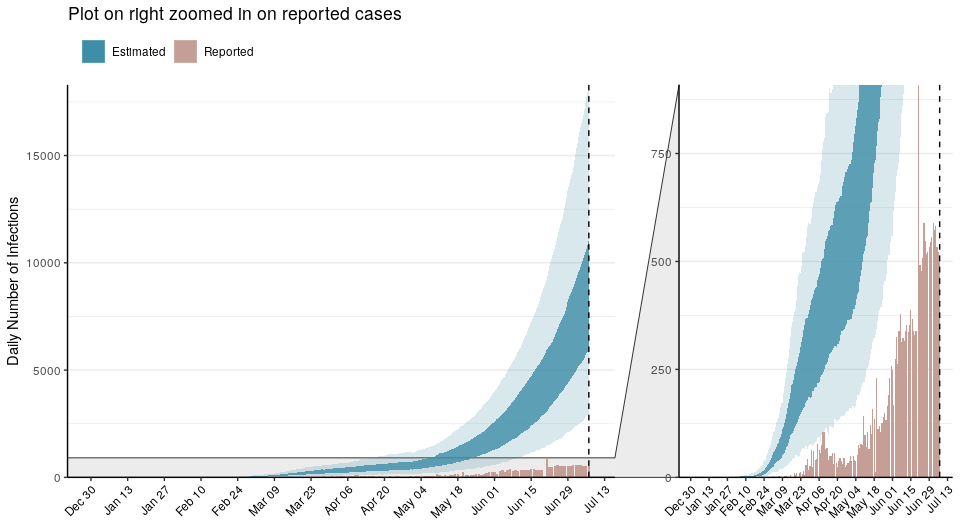 Plot on right zoomed in on reported cases
Estimated Reported
Daily Number of Infections
15000
10000
5000
0
Dec 30 Jan 13 Jan 27 Feb 10 Feb 24 Mar 09 Mar 23 Apr 06 Apr 20 May 04 May 18 Jun 01 Jun 15 Jun 29 Jul 13
750
500
250
0
Dec 30 Jan 13 Jan 27 Feb 10 Feb 24 Mar 09 Mar 23 Apr 06 Apr 20 May 04 May 18 Jun 01 Jun 15 Jun 29 Jul 13